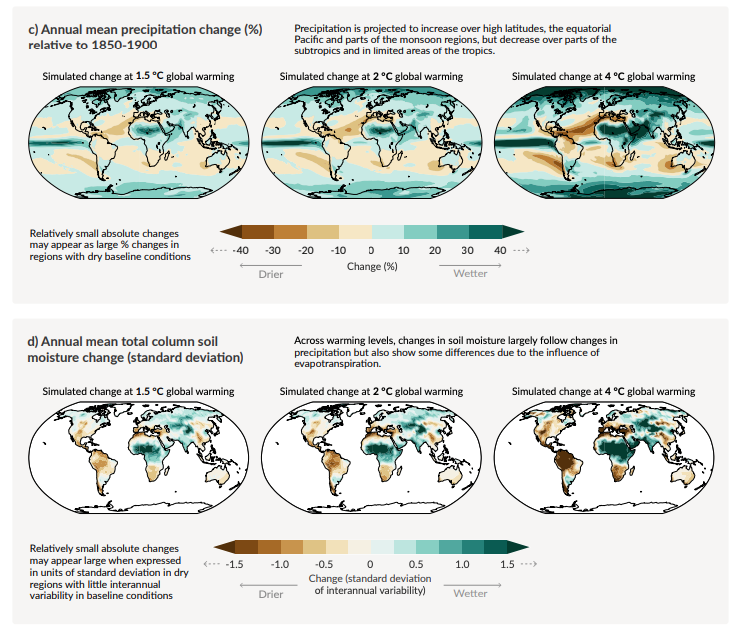 c) Annual mean precipitation change (%)
relative to 1850-1900
Precipitation is projected to increase over high latitudes, the equatorial
Pacific and parts of the monsoon regions, but decrease over parts of the
subtropics and in limited areas of the tropics.
Simulated change at 1.5 °C global warming
Simulated change at 2 °C global warming
Simulated change at 4 °C global warming
Relatively small absolute changes
may appear as large % changes in
regions with dry baseline conditions
-40 -30 -20 -10 0 10 20 30 40
Change (%)
Drier
Wetter
d) Annual mean total column soil
moisture change (standard deviation)
Across warming levels, changes in soil moisture largely follow changes in
precipitation but also show some differences due to the influence of
evapotranspiration.
Simulated change at 1.5 °C global warming
Simulated change at 2 °C global warming
Simulated change at 4 °C global warming
Relatively small absolute changes
may appear large when expressed
in units of standard deviation in dry
regions with little interannual
variability in baseline conditions
-1.5 -1.0 -0.5 0 0.5 1.0 1.5
Change (standard deviation
of interannual variability)
Drier
Wetter